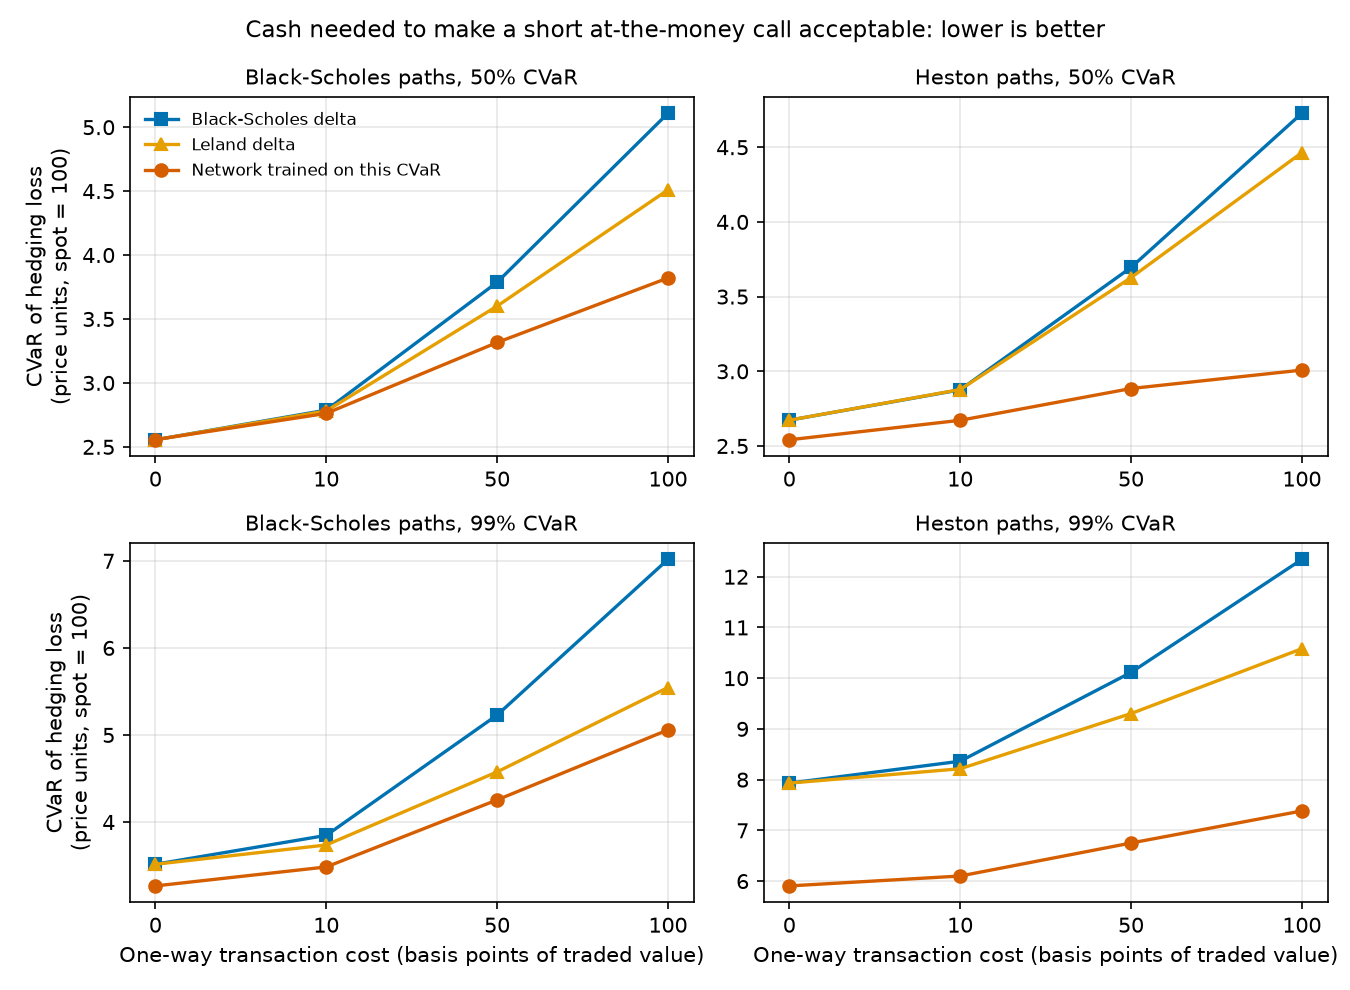 Cash needed to make a short at-the-money call acceptable: lower is better
Black-Scholes paths, 50% CVaR
CVaR of hedging loss
(price units, spot = 100)
5.0
4.5
4.0
3.5
3.0
2.5
Black-Scholes delta
Leland delta
Network trained on this CVaR
0 10 50 100
Heston paths, 50% CVaR
4.5
4.0
3.5
3.0
2.5
0 10 50 100
Black-Scholes paths, 99% CVaR
CVaR of hedging loss
(price units, spot = 100)
7
6
5
4
0 10 50 100
One-way transaction cost (basis points of traded value)
Heston paths, 99% CVaR
12
11
10
9
8
7
6
0 10 50 100
One-way transaction cost (basis points of traded value)